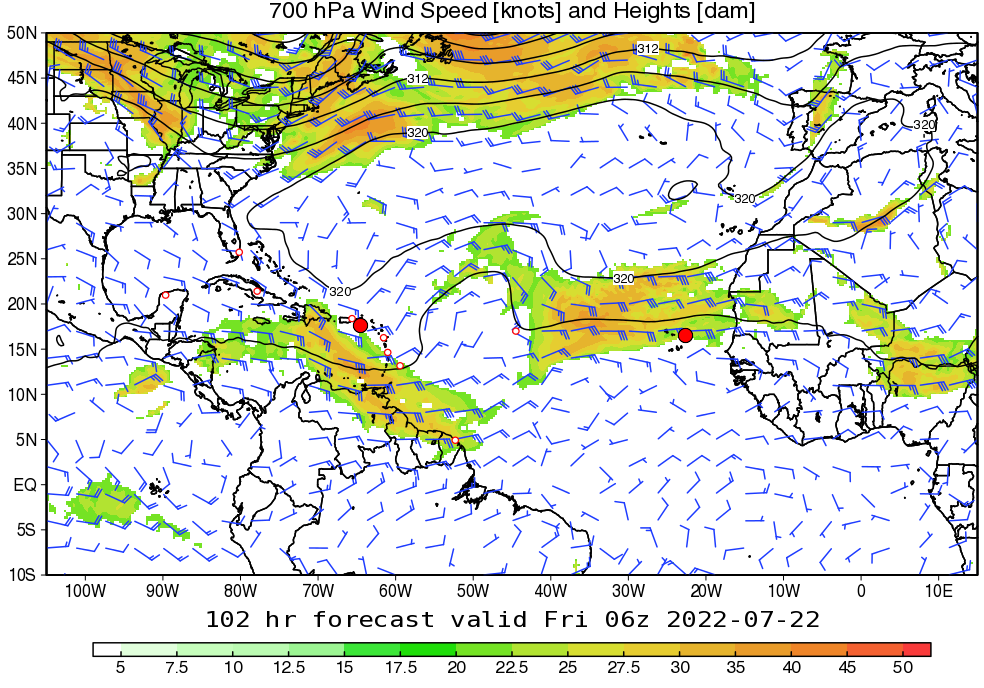 700 hPa Wind Speed [knots] and Heights [dam]
50N
45N
40N
35N
30N
25N
20N
15N
10N
5N
EQ
5S
10S
312
312
320
320
320
320
320
100W 90W 80W 70W 60W 50W 40W 30W 20W 10W 0 10E
102 hr forecast valid Fri 06z 2022-07-22
5 7.5 10 12.5 15 17.5 20 22.5 25 27.5 30 35 40 45 50